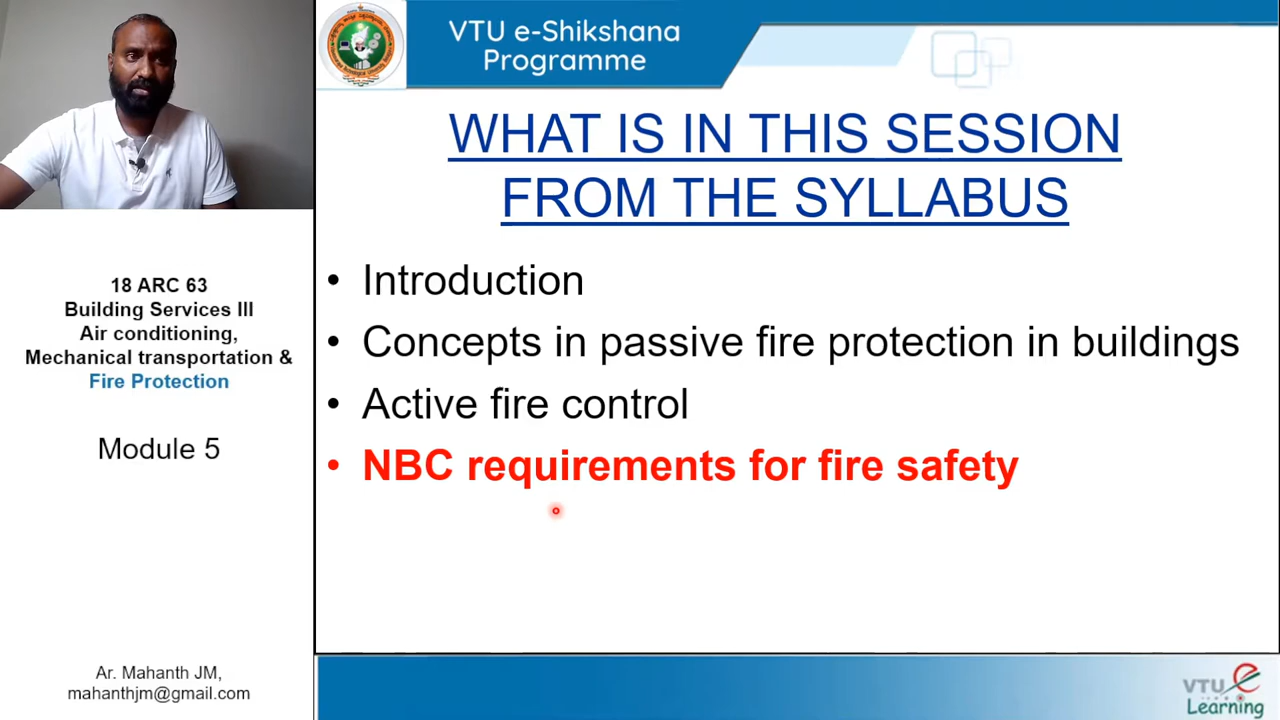 VTU e-Shikshana
Programme
WHAT IS IN THIS SESSION
FROM THE SYLLABUS
• Introduction
• Concepts in passive fire protection in buildings
• Active fire control
• NBC requirements for fire safety
18 ARC 63
Building Services III
Air conditioning,
Mechanical transportation &
Fire Protection
Module 5
Ar. Mahanth JM,
mahanthjm@gmail.com
VTU
Learning